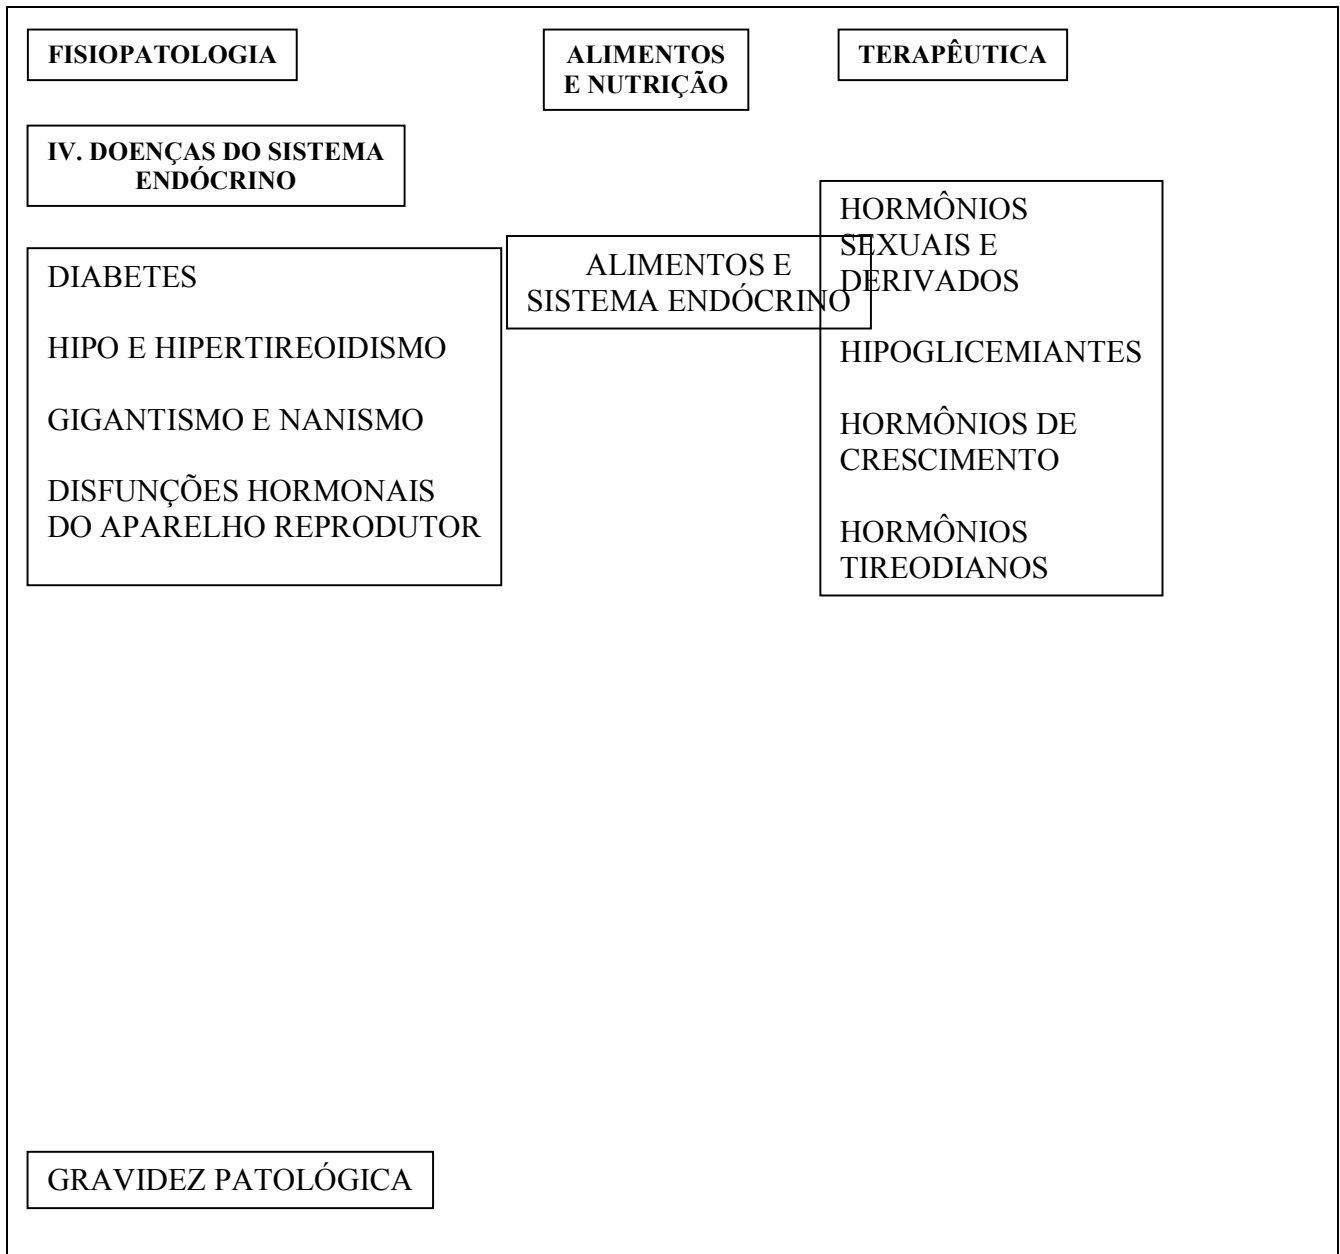 FISIOPATOLOGIA
ALIMENTOS
E NUTRIÇÃO
TERAPÊUTICA
IV. DOENÇAS DO SISTEMA
ENDÓCRINO
DIABETES
HIPO E HIPERTIREOIDISMO
GIGANTISMO E NANISMO
DISFUNÇÕES HORMONAIS
DO APARELHO REPRODUTOR
ALIMENTOS E
SISTEMA ENDÓCRINO
HORMÔNIOS
SEXUAIS E
DERIVADOS
HIPOGLICEMIANTES
HORMÔNIOS DE
CRESCIMENTO
HORMÔNIOS
TIREODIANOS
GRAVIDEZ PATOLÓGICA